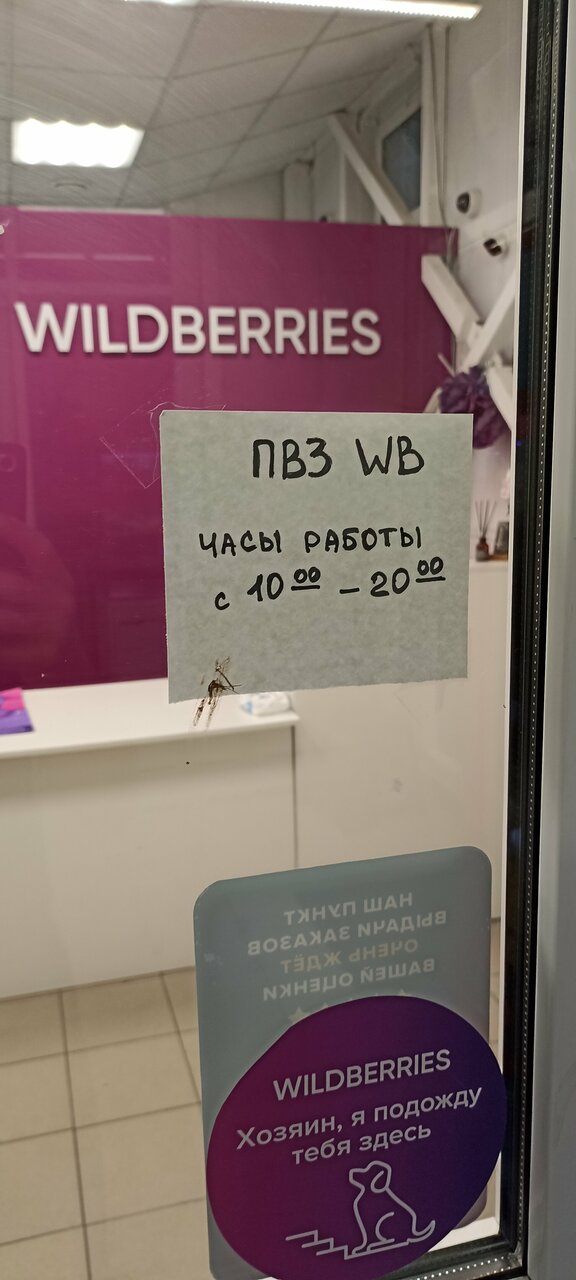 WILDBERRIES
ПВЗ WB
ЧАСЫ РАБОТЫ
с 10⁰⁰ – 20⁰⁰
НАШ ПУНКТ
ВЫДАЧИ ЗАКАЗОВ
ОЧЕНЬ ЖДЁТ
ВАШЕЙ ОЦЕНКИ
WILDBERRIES
Хозяин, я подожду
тебя здесь